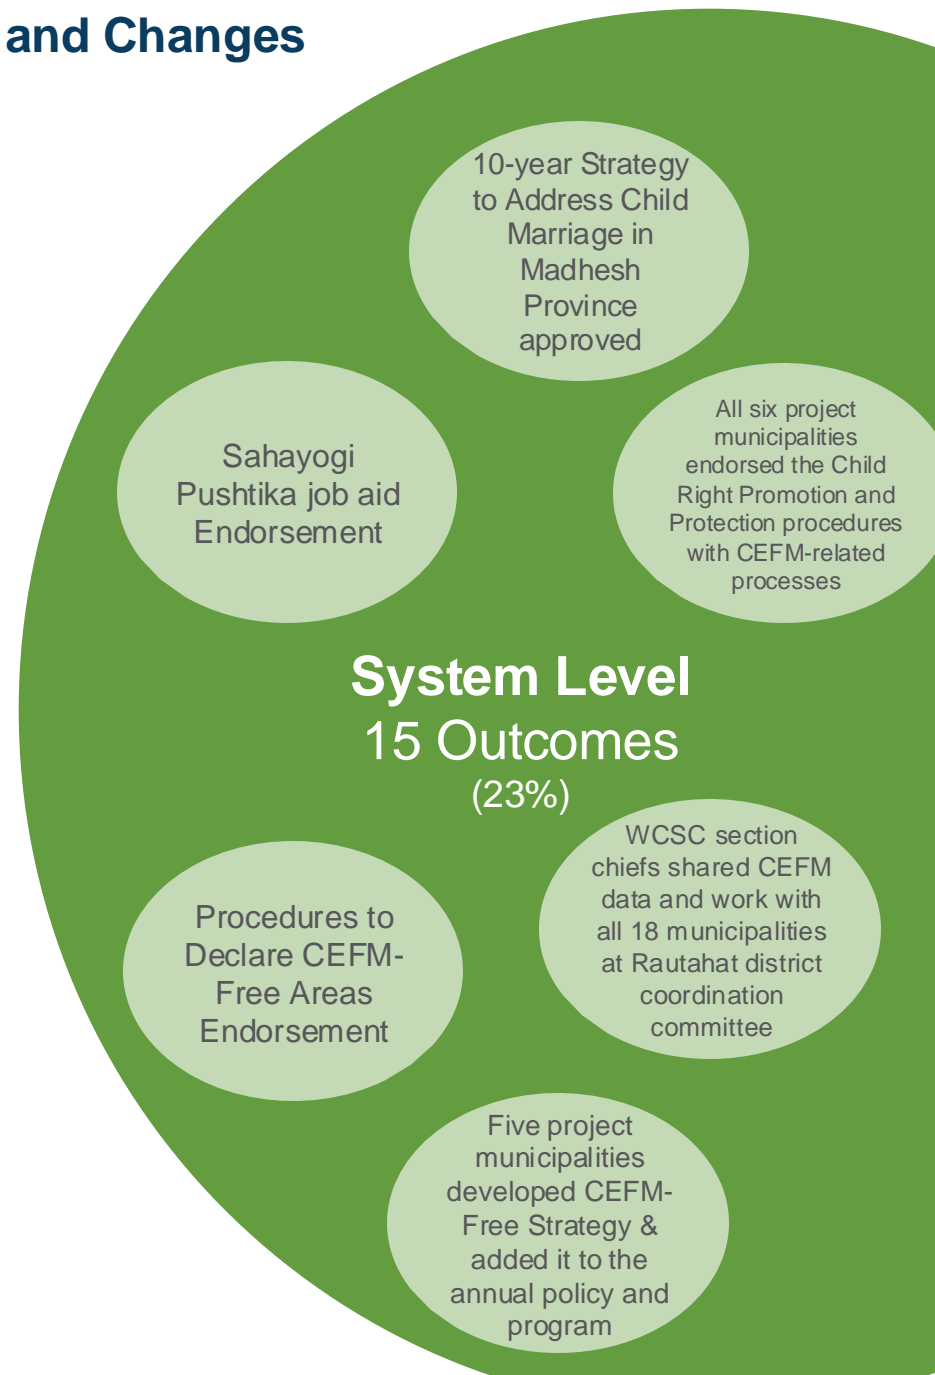 and Changes
10-year Strategy
to Address Child
Marriage in
Madhesh
Province
approved
All six project
municipalities
endorsed the Child
Right Promotion and
Protection procedures
with CEFM-related
processes
Sahayogi
Pushtika job aid
Endorsement
System Level
15 Outcomes
(23%)
WCSC section
chiefs shared CEFM
data and work with
all 18 municipalities
at Rautahat district
coordination
committee
Procedures to
Declare CEFM-
Free Areas
Endorsement
Five project
municipalities
developed CEFM-
Free Strategy &
added it to the
annual policy and
program